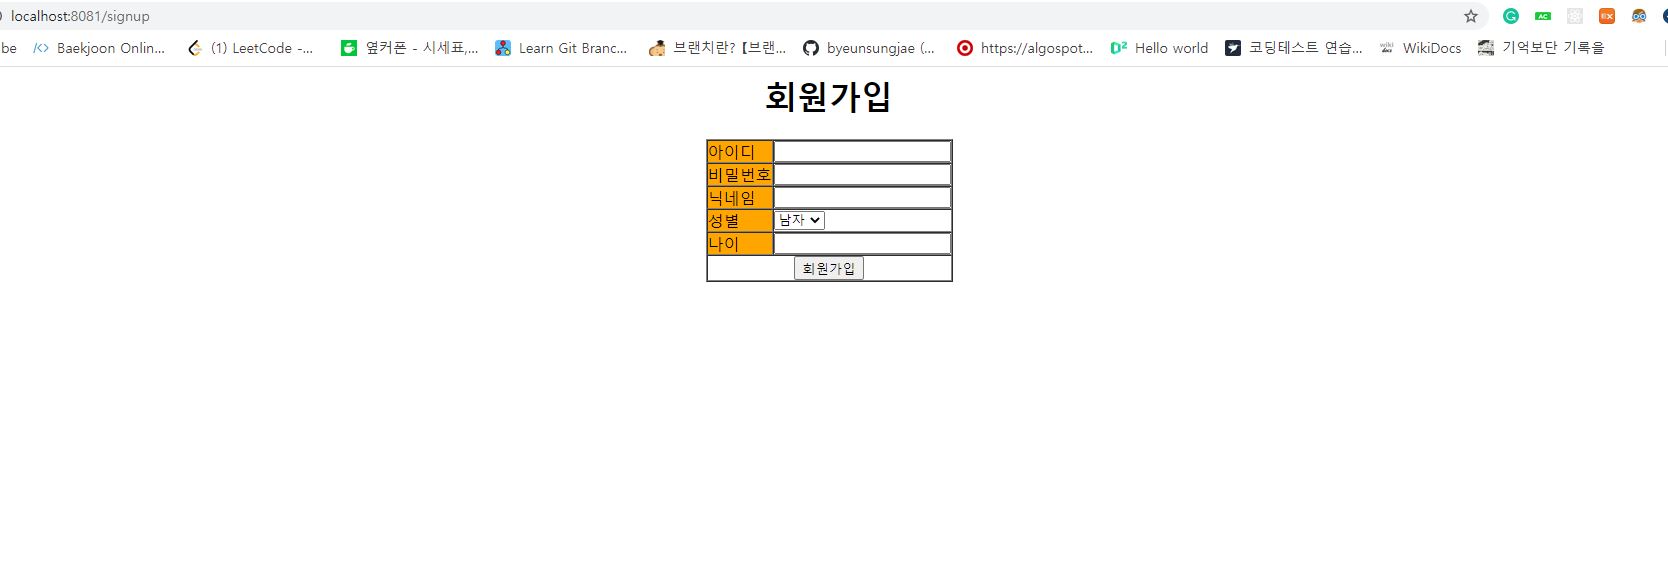 localhost:8081/signup
be Baekjoon Onlin... (1) LeetCode -... 옆커폰 - 시세표,... Learn Git Branc... 브랜치란? 【브랜... byeunsungjae (... https://algospot... Hello world 코딩테스트 연습... WikiDocs 기억보단 기록을
회원가입
아이디
비밀번호
닉네임
성별 남자
나이
회원가입